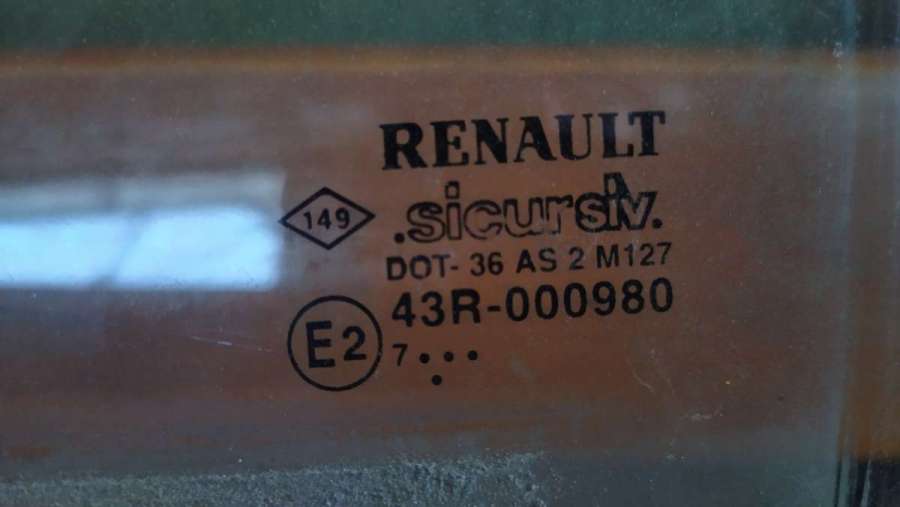 RENAULT
149
.sicursiv.
DOT- 36 AS 2 M127
43R-000980
E2
7 • • • •